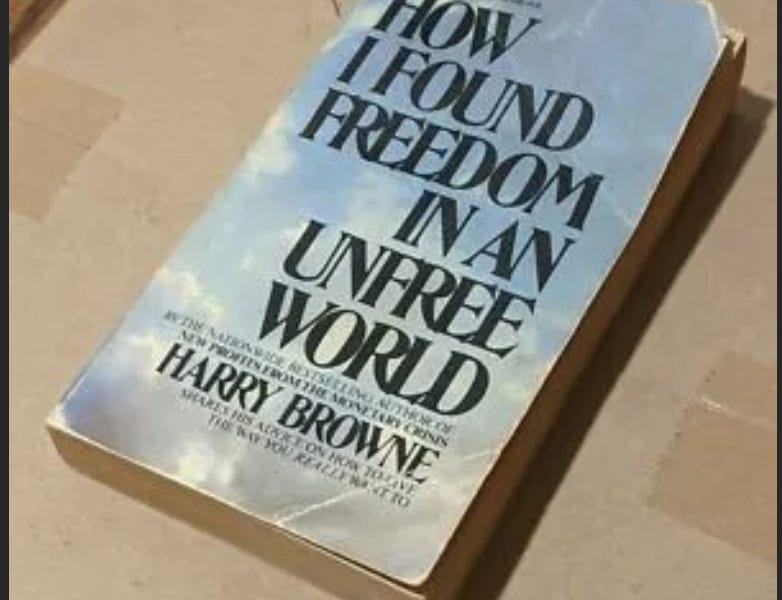 HOW
I FOUND
FREEDOM
IN AN
UNFREE
WORLD
BY THE NATIONWIDE BESTSELLING AUTHOR OF
NEW PROFITS FROM THE MONETARY CRISIS
HARRY BROWNE
SHARES HIS ADVICE ON HOW TO LIVE
THE WAY YOU REALLY WANT TO